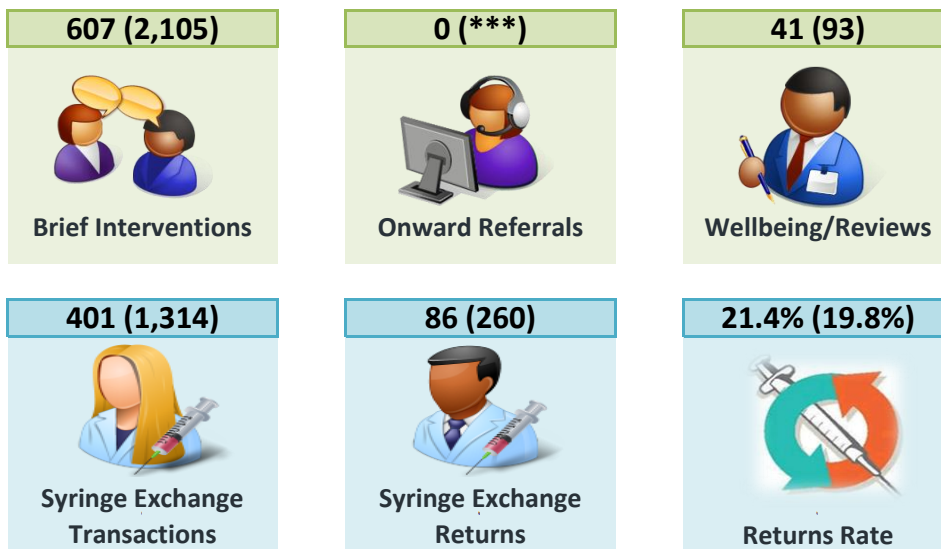 607 (2,105)
0 (***)
41 (93)
Brief Interventions
Onward Referrals
Wellbeing/Reviews
401 (1,314)
86 (260)
21.4% (19.8%)
Syringe Exchange
Transactions
Syringe Exchange
Returns
Returns Rate